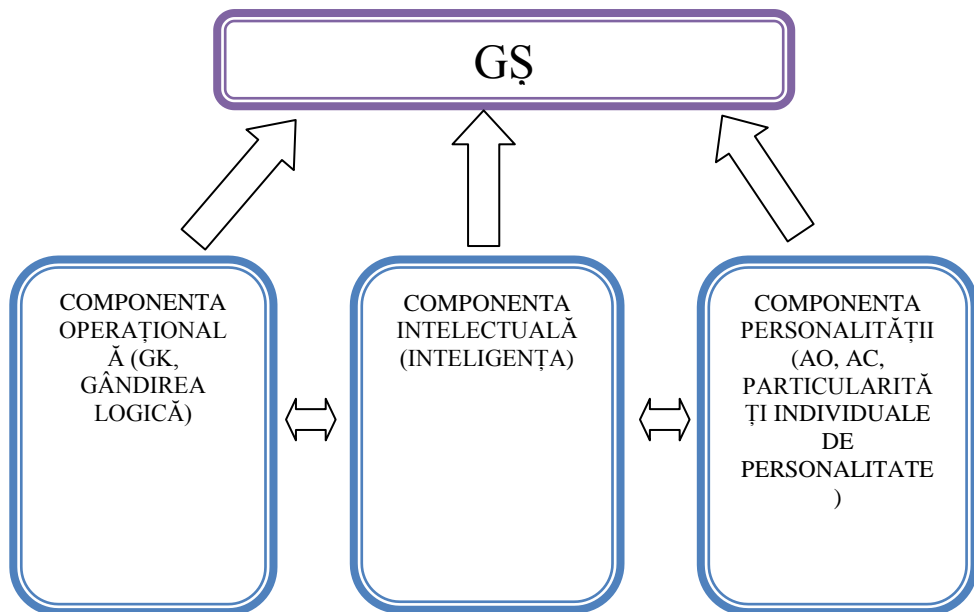 GȘ
COMPONENTA
OPERAȚIONAL
Ă (GK,
GÂNDIREA
LOGICĂ)
COMPONENTA
INTELECTUALĂ
(INTELIGENȚA)
COMPONENTA
PERSONALITĂȚII
(AO, AC,
PARTICULARITĂ
ȚI INDIVIDUALE
DE
PERSONALITATE
)